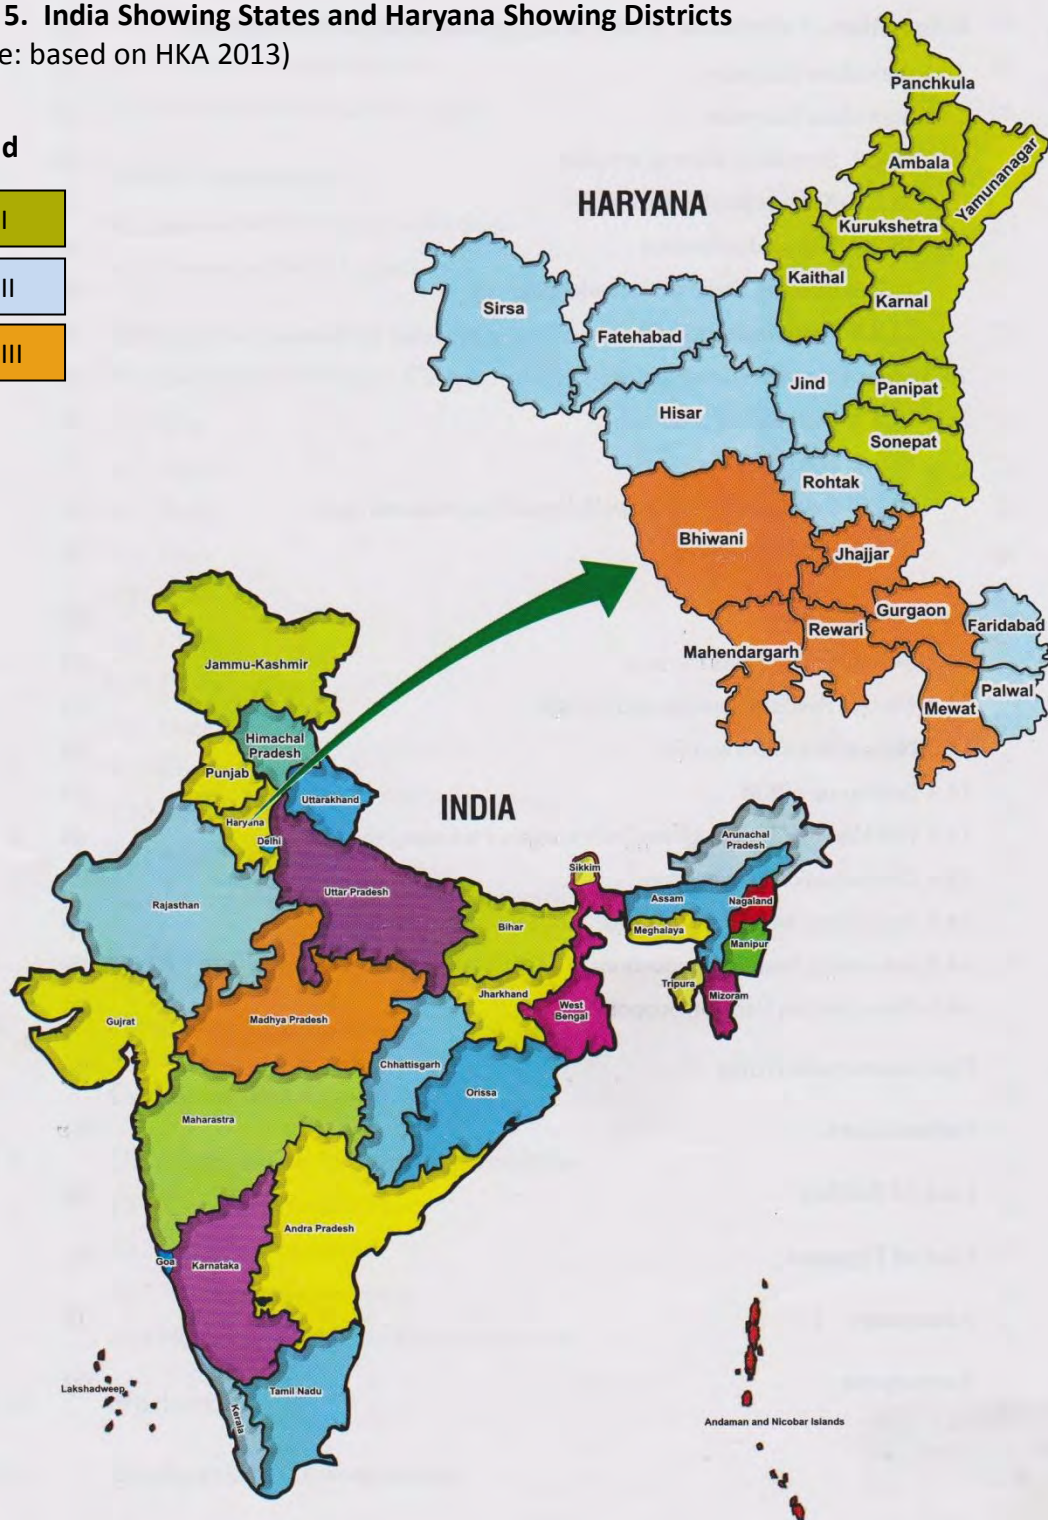 5. India Showing States and Haryana Showing Districts
e: based on HKA 2013)
d
I
II
III
HARYANA
Panchkula
Ambala
Yamunanagar
Kurukshetra
Kaithal
Karnal
Sirsa
Fatehabad
Jind
Panipat
Hisar
Sonepat
Rohtak
Bhiwani
Jhajjar
Gurgaon
Faridabad
Rewari
Mahendargarh
Palwal
Mewat
INDIA
Jammu-Kashmir
Himachal
Pradesh
Punjab
Uttarakhand
Haryana
Delhi
Arunachal
Pradesh
Sikkim
Rajasthan
Uttar Pradesh
Assam
Nagaland
Bihar
Meghalaya
Manipur
Tripura
Mizoram
Jharkhand
West
Bengal
Gujrat
Madhya Pradesh
Chhattisgarh
Orissa
Maharastra
Andra Pradesh
Goa
Karnataka
Lakshadweep
Tamil Nadu
Kerala
Andaman and Nicobar Islands